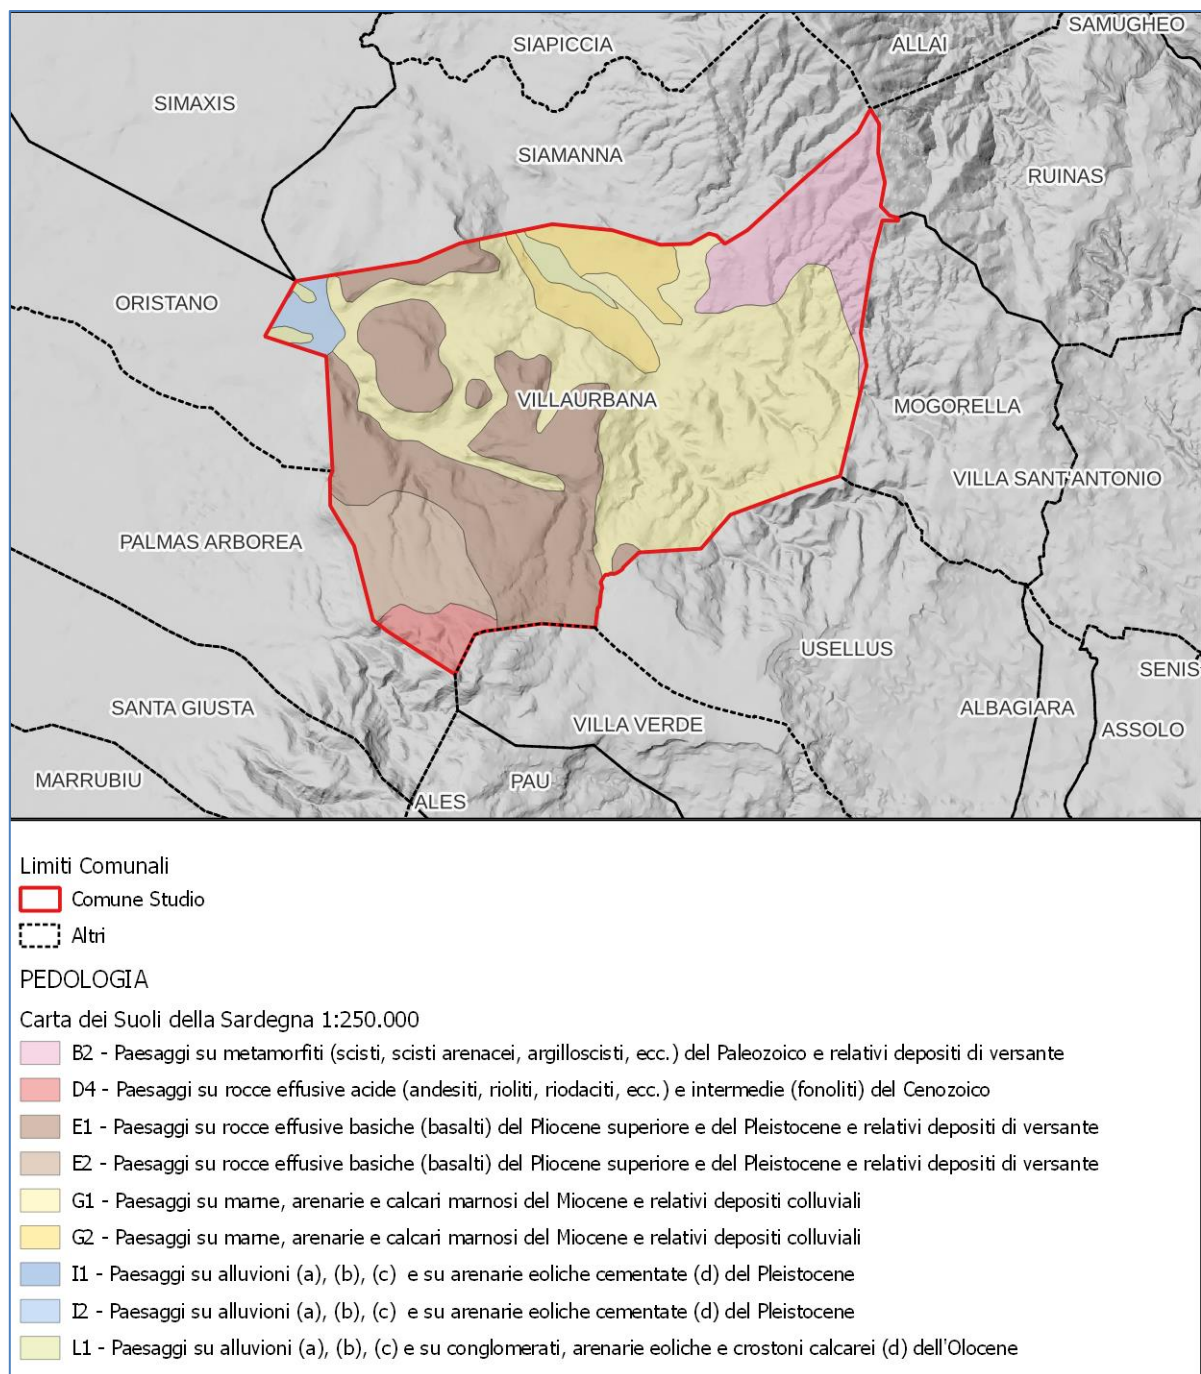 SAMUGHEO
SIAPICCIA
ALLAI
SIMAXIS
SIAMANNA
RUINAS
ORISTANO
VILLAURBANA
MOGORELLA
VILLA SANT'ANTONIO
PALMAS ARBOREA
USELLUS
SENIS
SANTA GIUSTA
VILLA VERDE
ALBAGIARA
ASSOLO
MARRUBIU
PAU
ALES
Limiti Comunali
Comune Studio
Altri
PEDOLOGIA
Carta dei Suoli della Sardegna 1:250.000
B2 - Paesaggi su metamorfiti (scisti, scisti arenacei, argilloscisti, ecc.) del Paleozoico e relativi depositi di versante
D4 - Paesaggi su rocce effusive acide (andesiti, rioliti, riodaciti, ecc.) e intermedie (fonoliti) del Cenozoico
E1 - Paesaggi su rocce effusive basiche (basalti) del Pliocene superiore e del Pleistocene e relativi depositi di versante
E2 - Paesaggi su rocce effusive basiche (basalti) del Pliocene superiore e del Pleistocene e relativi depositi di versante
G1 - Paesaggi su marne, arenarie e calcari marnosi del Miocene e relativi depositi colluviali
G2 - Paesaggi su marne, arenarie e calcari marnosi del Miocene e relativi depositi colluviali
I1 - Paesaggi su alluvioni (a), (b), (c) e su arenarie eoliche cementate (d) del Pleistocene
I2 - Paesaggi su alluvioni (a), (b), (c) e su arenarie eoliche cementate (d) del Pleistocene
L1 - Paesaggi su alluvioni (a), (b), (c) e su conglomerati, arenarie eoliche e crostoni calcarei (d) dell'Olocene